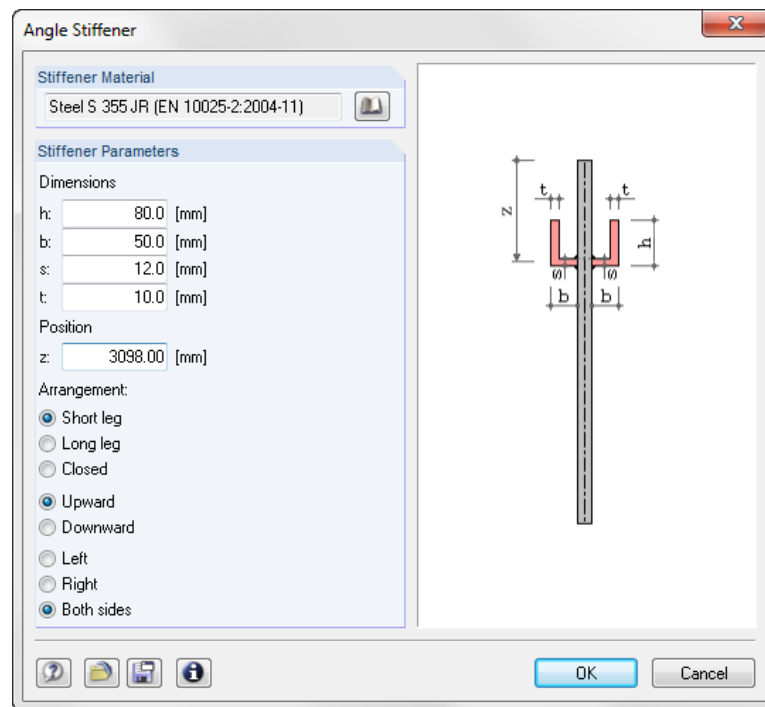 Angle Stiffener
Stiffener Material
Steel S 355 JR (EN 10025-2:2004-11)
Stiffener Parameters
Dimensions
h: 80.0 [mm]
b: 50.0 [mm]
s: 12.0 [mm]
t: 10.0 [mm]
Position
z: 3098.00 [mm]
Arrangement:
Short leg
Long leg
Closed
Upward
Downward
Left
Right
Both sides
t t
z
h
s s
b b
OK Cancel